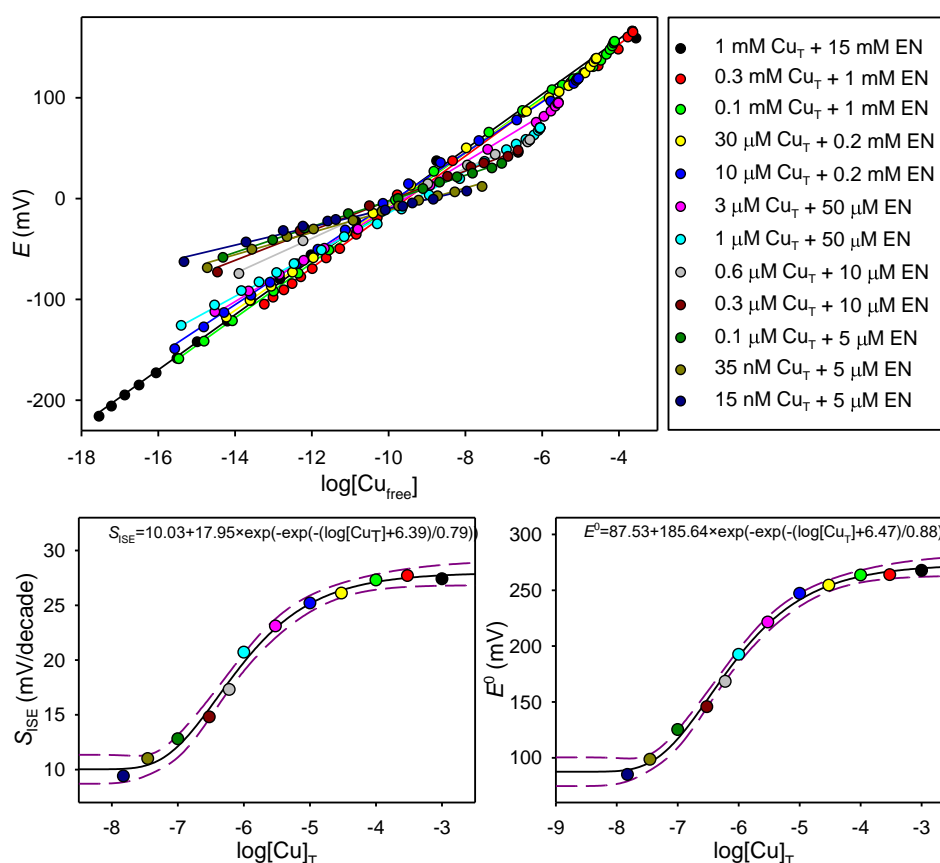 E (mV)
100
0
-100
-200
-18
-16
-14
-12
-10
-8
-6
-4
log[Cu_free]
1 mM Cu_T + 15 mM EN
0.3 mM Cu_T + 1 mM EN
0.1 mM Cu_T + 1 mM EN
30 μM Cu_T + 0.2 mM EN
10 μM Cu_T + 0.2 mM EN
3 μM Cu_T + 50 μM EN
1 μM Cu_T + 50 μM EN
0.6 μM Cu_T + 10 μM EN
0.3 μM Cu_T + 10 μM EN
0.1 μM Cu_T + 5 μM EN
35 nM Cu_T + 5 μM EN
15 nM Cu_T + 5 μM EN
S_ISE=10.03+17.95×exp(-exp(-(log[Cu_T]+6.39)/0.79))
S_ISE (mV/decade)
30
25
20
15
10
-8
-7
-6
-5
-4
-3
log[Cu]_T
E^0=87.53+185.64×exp(-exp(-(log[Cu_T]+6.47)/0.88)
E^0 (mV)
300
250
200
150
100
50
-9
-8
-7
-6
-5
-4
-3
log[Cu]_T